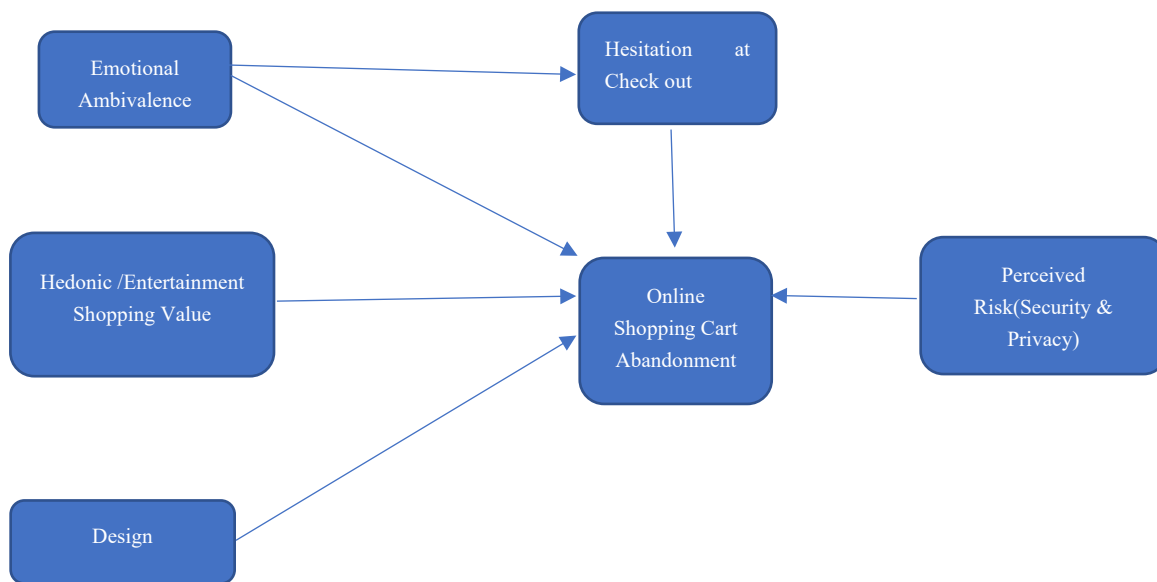 Emotional
Ambivalence
Hesitation at
Check out
Hedonic /Entertainment
Shopping Value
Online
Shopping Cart
Abandonment
Perceived
Risk(Security &
Privacy)
Design